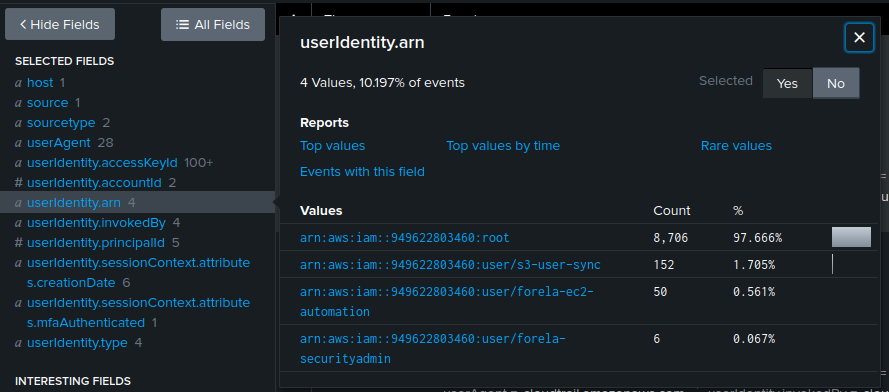 Hide Fields
All Fields
SELECTED FIELDS
a host 1
a source 1
a sourcetype 2
a userAgent 28
a userIdentity.accessKeyId 100+
# userIdentity.accountId 2
a userIdentity.arn 4
a userIdentity.invokedBy 4
# userIdentity.principalId 5
a userIdentity.sessionContext.attribute
s.creationDate 6
a userIdentity.sessionContext.attribute
s.mfaAuthenticated 1
a userIdentity.type 4
INTERESTING FIELDS
userIdentity.arn
4 Values, 10.197% of events
Selected Yes No
Reports
Top values Top values by time Rare values
Events with this field
Values Count %
arn:aws:iam::949622803460:root 8,706 97.666%
arn:aws:iam::949622803460:user/s3-user-sync 152 1.705%
arn:aws:iam::949622803460:user/forela-ec2- 50 0.561%
automation
arn:aws:iam::949622803460:user/forela- 6 0.067%
securityadmin